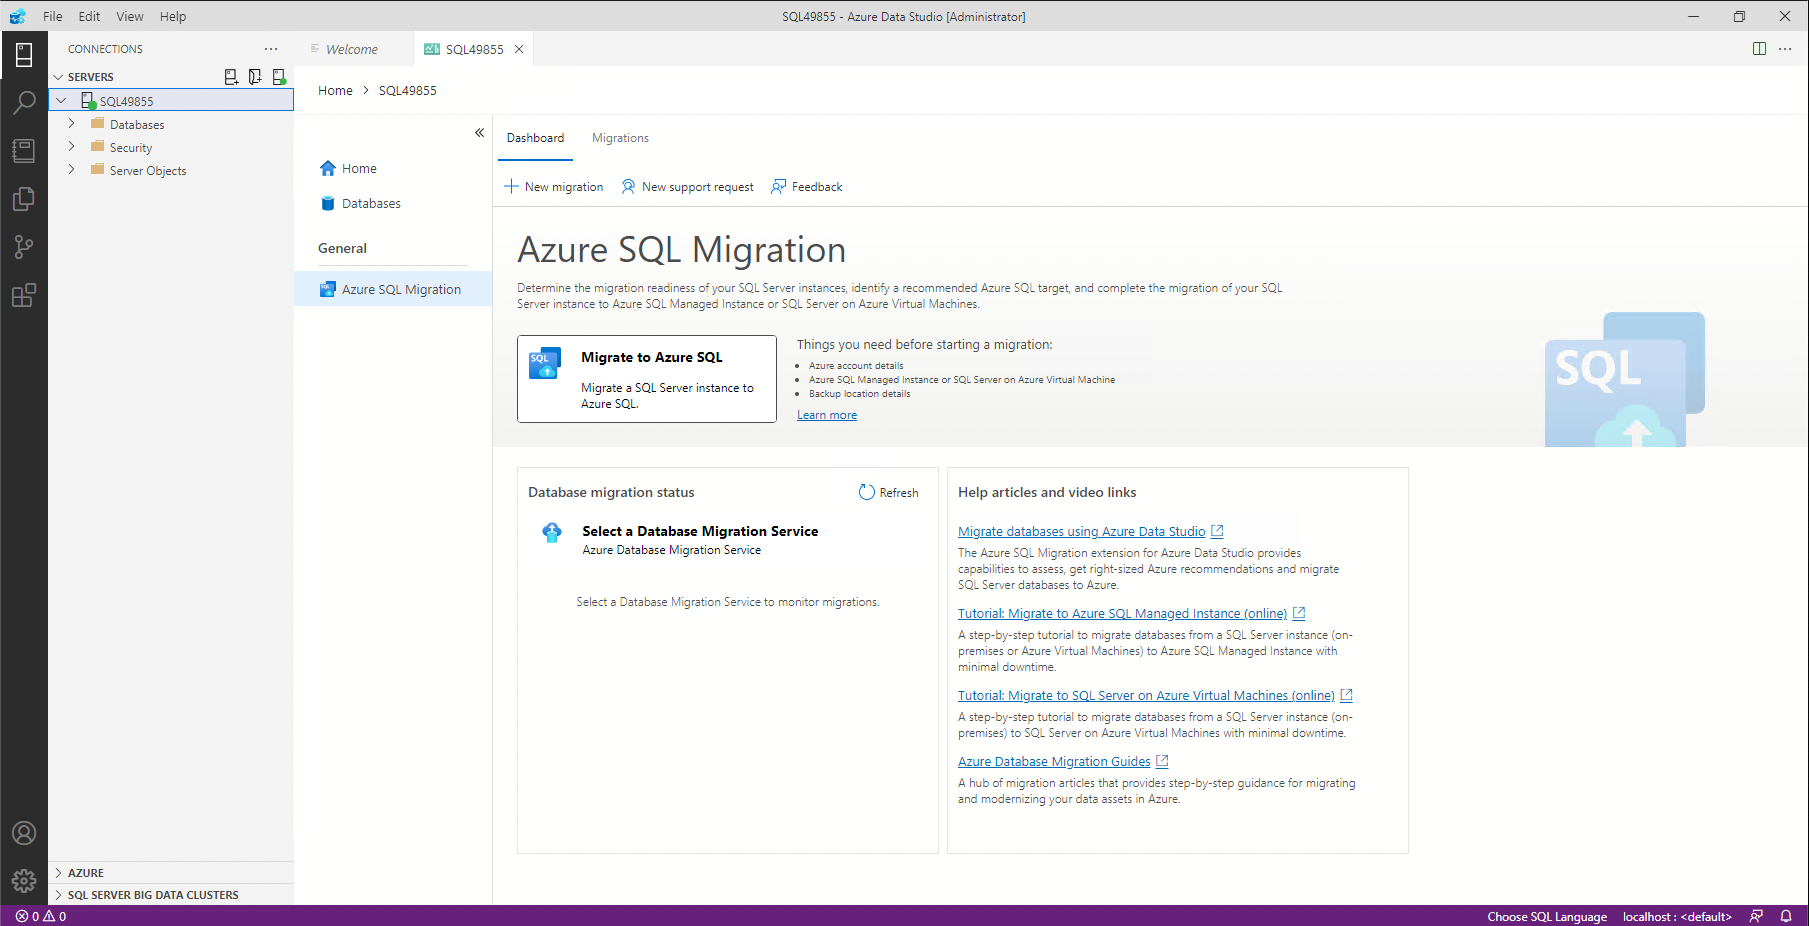 File Edit View Help
SQL49855 - Azure Data Studio [Administrator]
CONNECTIONS
SERVERS
SQL49855
Databases
Security
Server Objects
AZURE
SQL SERVER BIG DATA CLUSTERS
Welcome
SQL49855
Home > SQL49855
Home
Databases
General
Azure SQL Migration
Dashboard Migrations
New migration New support request Feedback
Azure SQL Migration
Determine the migration readiness of your SQL Server instances, identify a recommended Azure SQL target, and complete the migration of your SQL
Server instance to Azure SQL Managed Instance or SQL Server on Azure Virtual Machines.
SQL
Migrate to Azure SQL
Migrate a SQL Server instance to
Azure SQL.
Things you need before starting a migration:
• Azure account details
• Azure SQL Managed Instance or SQL Server on Azure Virtual Machine
• Backup location details
Learn more
SQL
Database migration status
Refresh
Select a Database Migration Service
Azure Database Migration Service
Select a Database Migration Service to monitor migrations.
Help articles and video links
Migrate databases using Azure Data Studio
The Azure SQL Migration extension for Azure Data Studio provides
capabilities to assess, get right-sized Azure recommendations and migrate
SQL Server databases to Azure.
Tutorial: Migrate to Azure SQL Managed Instance (online)
A step-by-step tutorial to migrate databases from a SQL Server instance (on-
premises or Azure Virtual Machines) to Azure SQL Managed Instance with
minimal downtime.
Tutorial: Migrate to SQL Server on Azure Virtual Machines (online)
A step-by-step tutorial to migrate databases from a SQL Server instance (on-
premises) to SQL Server on Azure Virtual Machines with minimal downtime.
Azure Database Migration Guides
A hub of migration articles that provides step-by-step guidance for migrating
and modernizing your data assets in Azure.
0 0
Choose SQL Language localhost : <default>